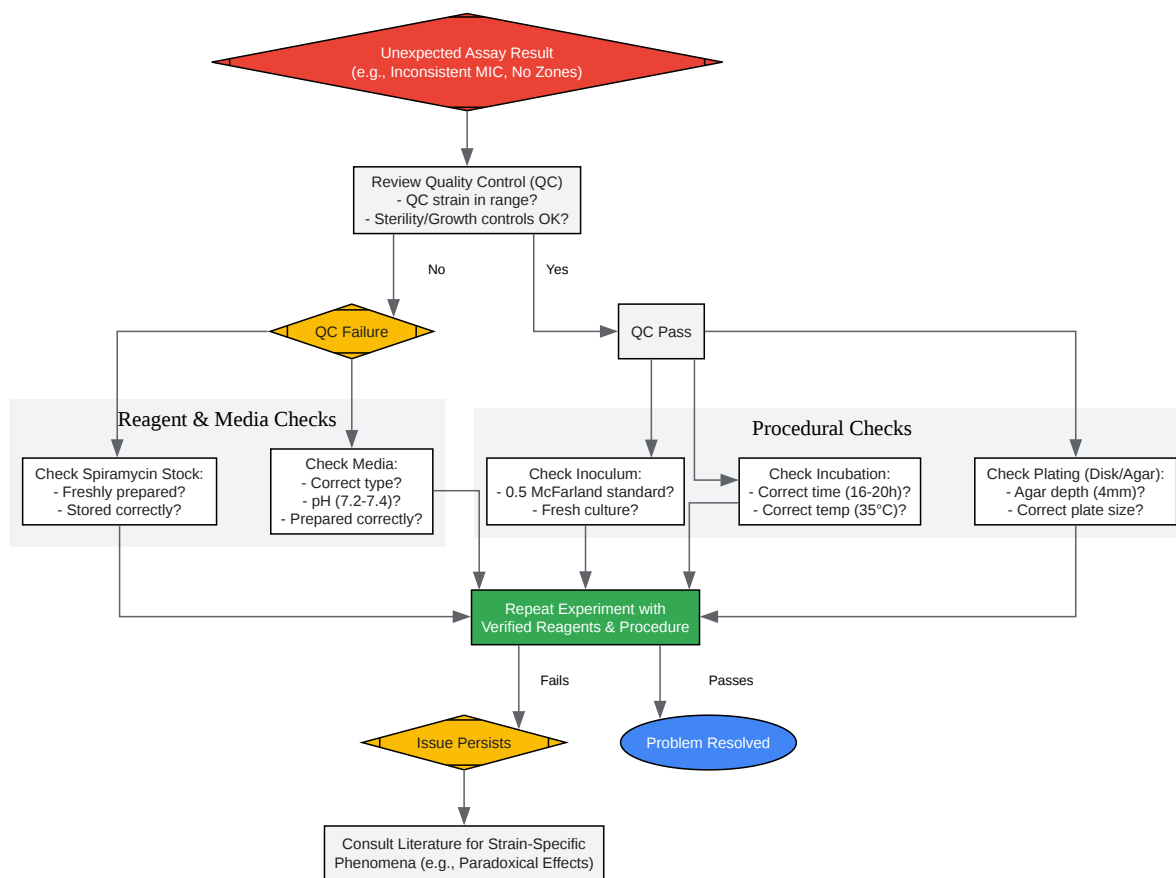 Unexpected Assay Result
(e.g., Inconsistent MIC, No Zones)
Review Quality Control (QC)
- QC strain in range?
- Sterility/Growth controls OK?
No
Yes
QC Failure
QC Pass
Reagent & Media Checks
Procedural Checks
Check Spiramycin Stock:
- Freshly prepared?
- Stored correctly?
Check Media:
- Correct type?
- pH (7.2-7.4)?
- Prepared correctly?
Check Inoculum:
- 0.5 McFarland standard?
- Fresh culture?
Check Incubation:
- Correct time (16-20h)?
- Correct temp (35°C)?
Check Plating (Disk/Agar):
- Agar depth (4mm)?
- Correct plate size?
Repeat Experiment with
Verified Reagents & Procedure
Fails
Passes
Issue Persists
Problem Resolved
Consult Literature for Strain-Specific
Phenomena (e.g., Paradoxical Effects)